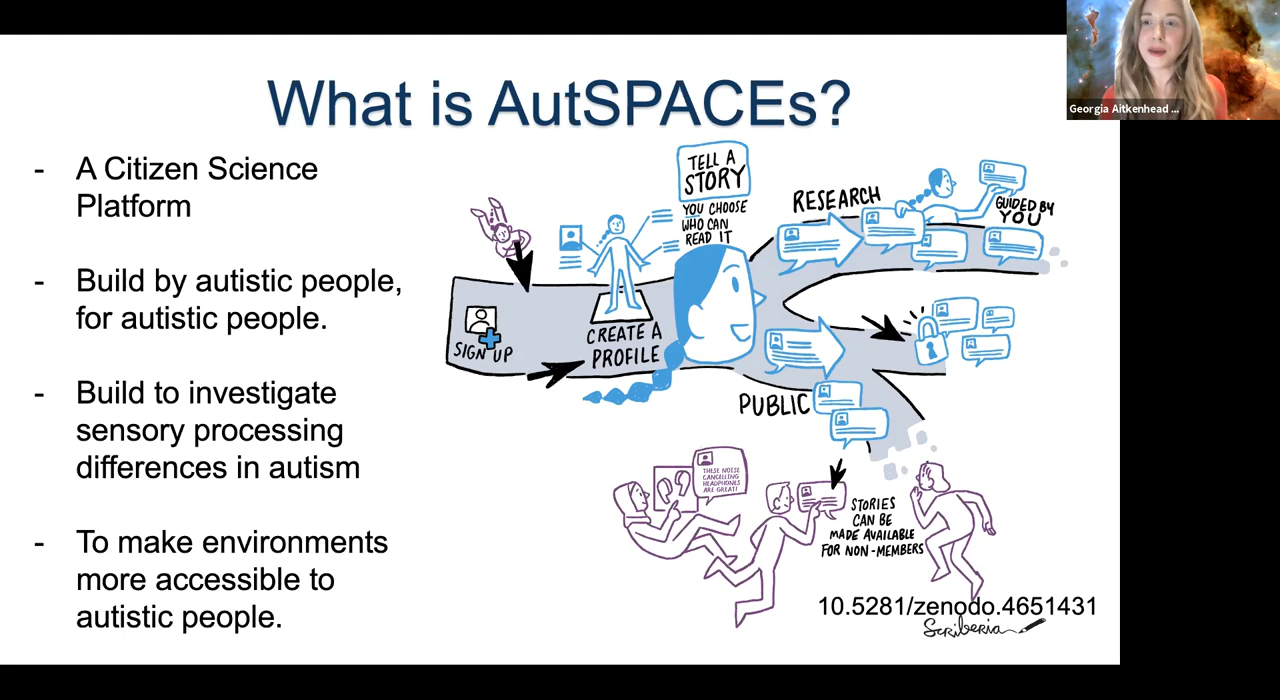 What is AutSPACEs?
Georgia Aitkenhead ...
- A Citizen Science
Platform
- Build by autistic people,
for autistic people.
- Build to investigate
sensory processing
differences in autism
- To make environments
more accessible to
autistic people.
SIGN UP
CREATE A
PROFILE
TELL A
STORY
YOU CHOOSE
WHO CAN
READ IT
RESEARCH
GUIDED BY
YOU
PUBLIC
THESE NOISE
CANCELLING
HEADPHONES
ARE GREAT!
STORIES
CAN BE
MADE AVAILABLE
FOR NON-MEMBERS
10.5281/zenodo.4651431
Scriberia